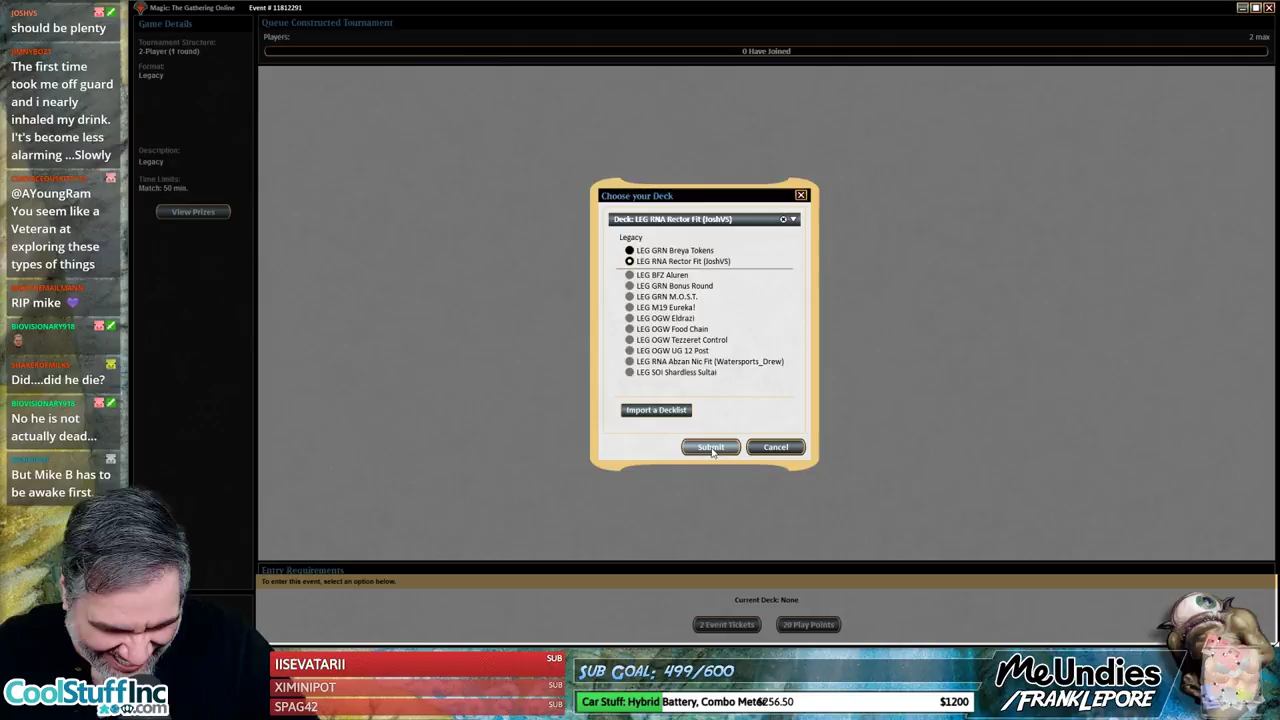 JOSHVS
should be plenty
The first time
took me off guard
and i nearly
inhaled my drink.
I't's become less
alarming ...Slowly
@AYoungRam
You seem like a
Veteran at
exploring these
types of things
RIP mike
BIOVISIONARY918
SHAKEROFMILKS
Did....did he die?
BIOVISIONARY918
No he is not
actually dead...
But Mike B has to
be awake first
Magic: The Gathering Online
Event # 11812291
Game Details
Tournament Structure:
2-Player (1 round)
Format:
Legacy
Description:
Legacy
Time Limits:
Match: 50 min.
View Prizes
Queue Constructed Tournament
Players:
2 max
0 Have Joined
Choose your Deck
Deck: LEG RNA Rector Fit (JoshVS)
Legacy
LEG GRN Breya Tokens
LEG RNA Rector Fit (JoshVS)
LEG BFZ Aluren
LEG GRN Bonus Round
LEG GRN M.O.S.T.
LEG M19 Eureka!
LEG OGW Eldrazi
LEG OGW Food Chain
LEG OGW Tezzeret Control
LEG OGW UG 12 Post
LEG RNA Abzan Nic Fit (Watersports_Drew)
LEG SOI Shardless Sultai
Import a Decklist
Submit
Cancel
Entry Requirements
To enter this event, select an option below.
Current Deck: None
2 Event Tickets
20 Play Points
CoolStuffInc
.com
IISEVATARII
SUB
XIMINIPOT
SUB
SPAG42
SUB
SUB GOAL: 499/600
Car Stuff: Hybrid Battery, Combo Mete
$256.50
$1200
MeUndies
/FRANKLEPORE